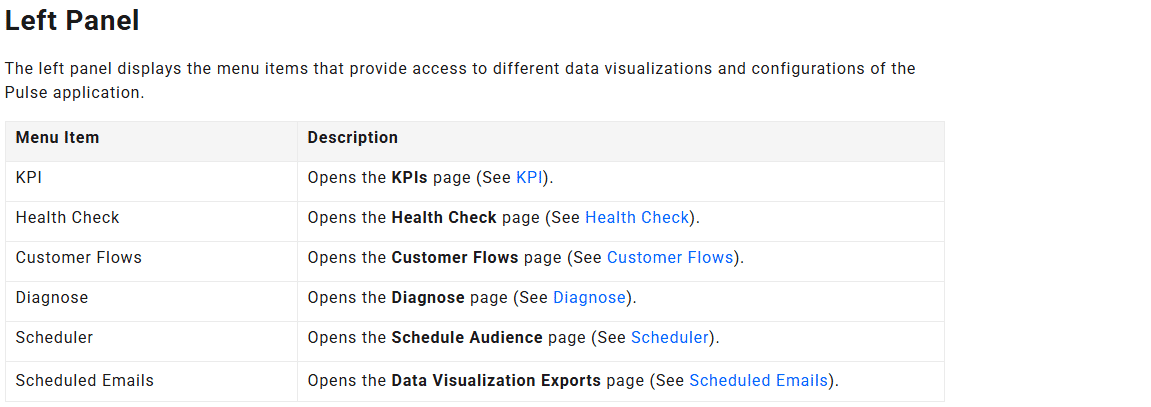 Left Panel
The left panel displays the menu items that provide access to different data visualizations and configurations of the
Pulse application.
Menu Item Description
KPI Opens the KPIs page (See KPI).
Health Check Opens the Health Check page (See Health Check).
Customer Flows Opens the Customer Flows page (See Customer Flows).
Diagnose Opens the Diagnose page (See Diagnose).
Scheduler Opens the Schedule Audience page (See Scheduler).
Scheduled Emails Opens the Data Visualization Exports page (See Scheduled Emails).